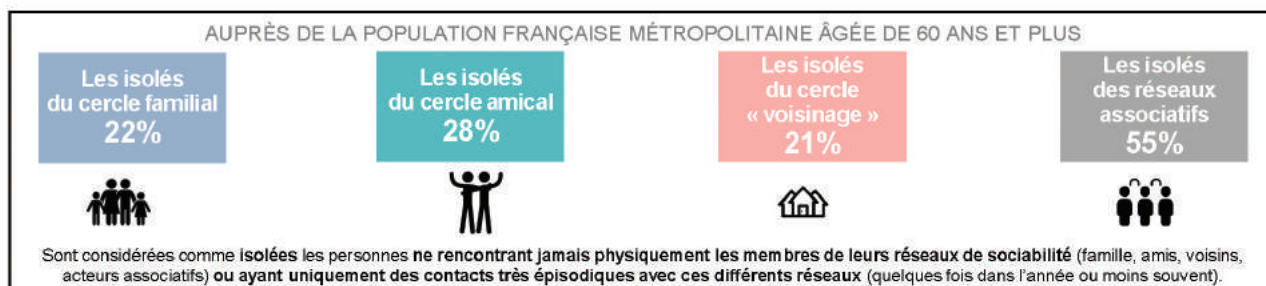 AUPRÈS DE LA POPULATION FRANÇAISE MÉTROPOLITAINE ÂGÉE DE 60 ANS ET PLUS
Les isolés
du cercle familial
22%
Les isolés
du cercle amical
28%
Les isolés
du cercle
« voisinage »
21%
Les isolés
des réseaux
associatifs
55%
Sont considérées comme isolées les personnes ne rencontrant jamais physiquement les membres de leurs réseaux de sociabilité (famille, amis, voisins,
acteurs associatifs) ou ayant uniquement des contacts très épisodiques avec ces différents réseaux (quelques fois dans l'année ou moins souvent).